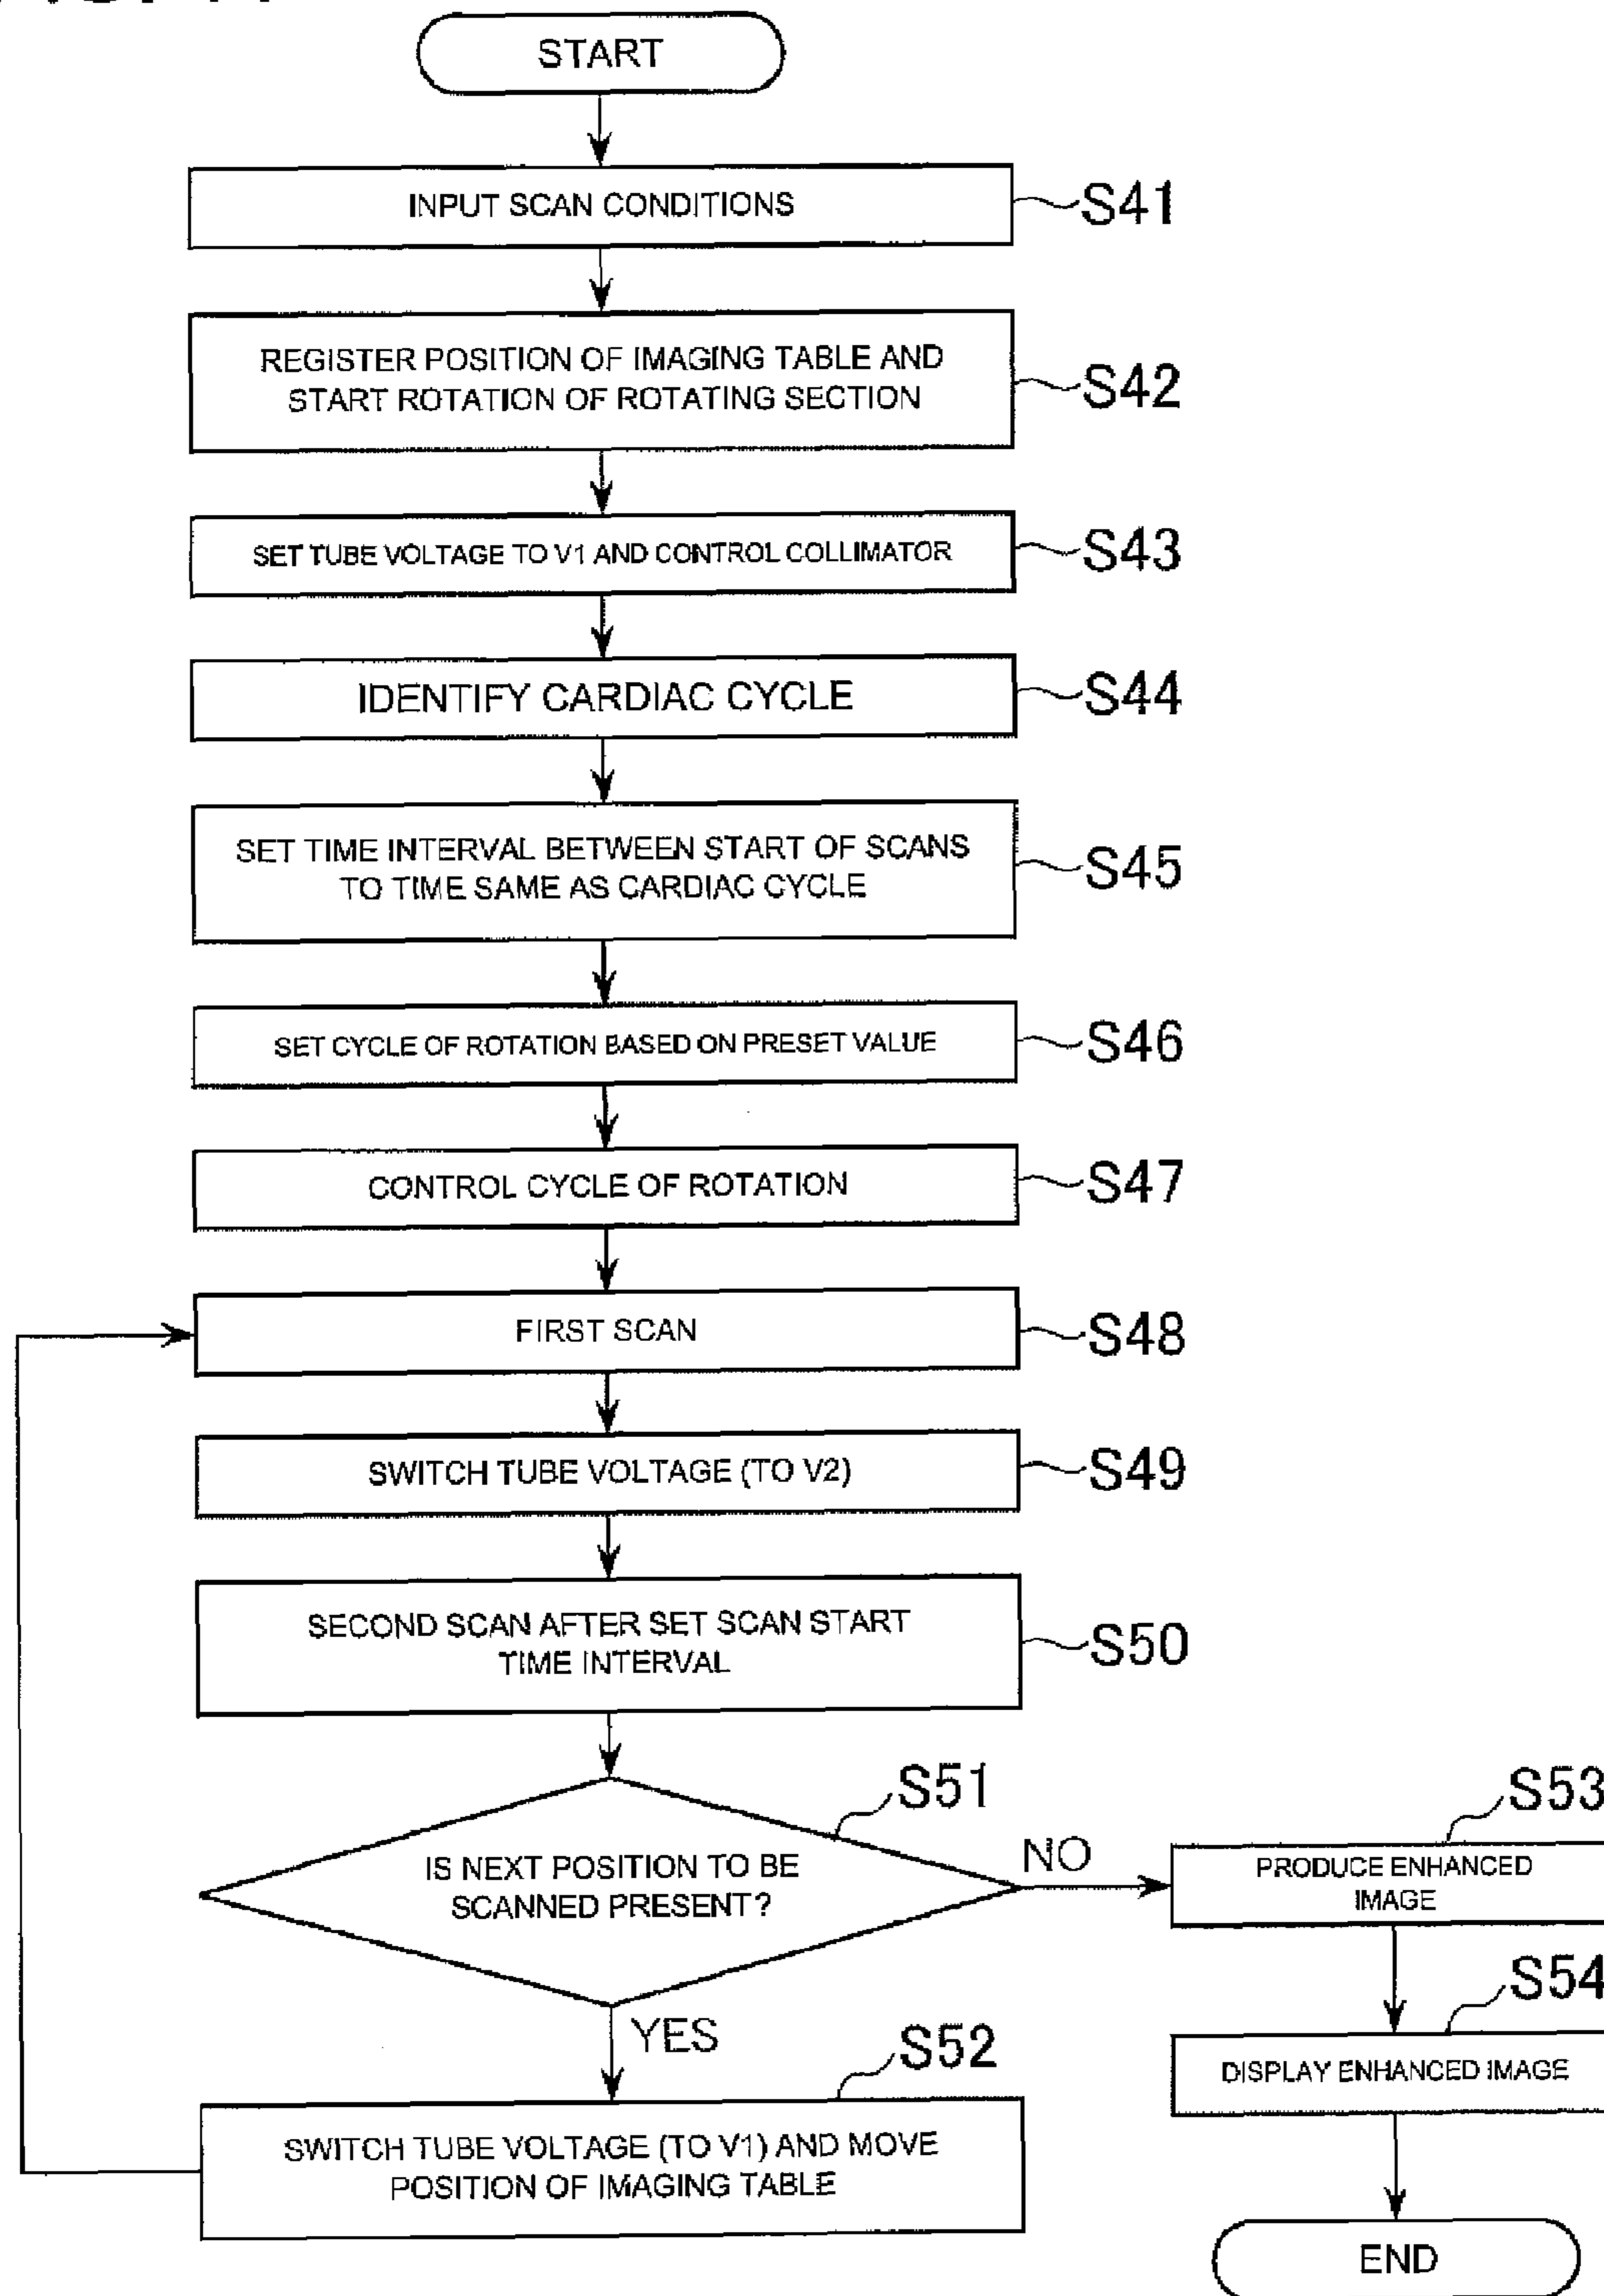 START
INPUT SCAN CONDITIONS
S41
REGISTER POSITION OF IMAGING TABLE AND
START ROTATION OF ROTATING SECTION
S42
SET TUBE VOLTAGE TO V1 AND CONTROL COLLIMATOR
S43
IDENTIFY CARDIAC CYCLE
S44
SET TIME INTERVAL BETWEEN START OF SCANS
TO TIME SAME AS CARDIAC CYCLE
S45
SET CYCLE OF ROTATION BASED ON PRESET VALUE
S46
CONTROL CYCLE OF ROTATION
S47
FIRST SCAN
S48
SWITCH TUBE VOLTAGE (TO V2)
S49
SECOND SCAN AFTER SET SCAN START
TIME INTERVAL
S50
S51
IS NEXT POSITION TO BE
SCANNED PRESENT?
NO
YES
S52
SWITCH TUBE VOLTAGE (TO V1) AND MOVE
POSITION OF IMAGING TABLE
S53
PRODUCE ENHANCED
IMAGE
S54
DISPLAY ENHANCED IMAGE
END